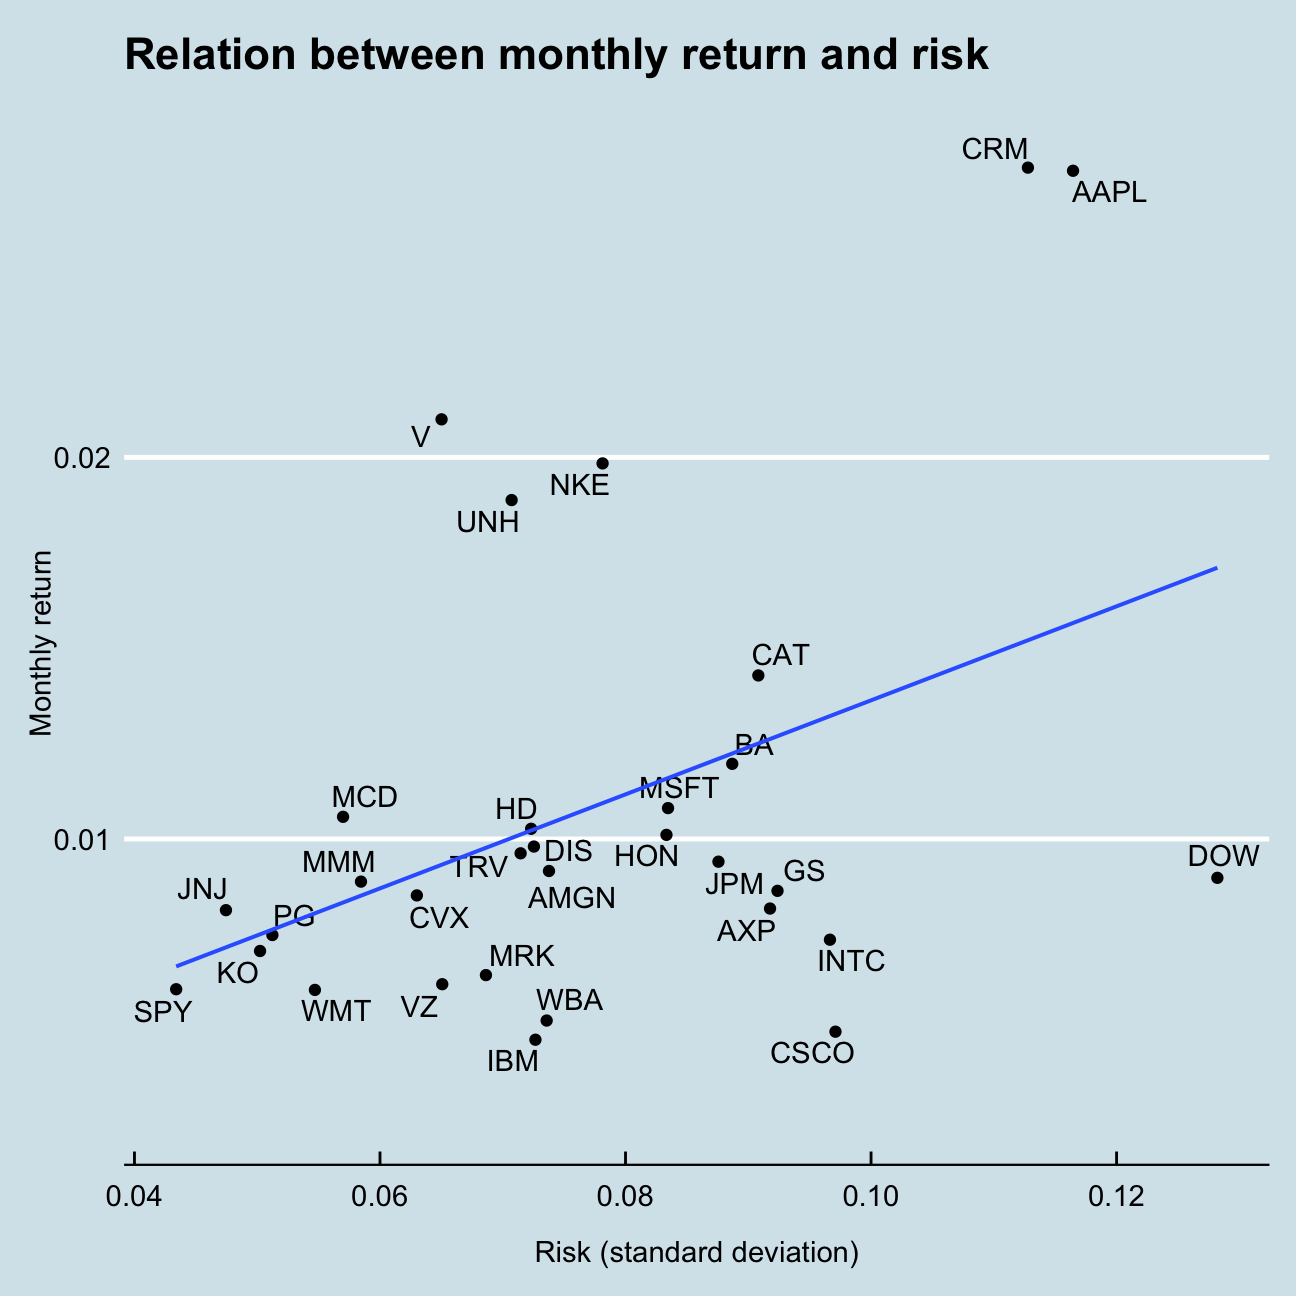 Relation between monthly return and risk
CRM
AAPL
V
0.02
NKE
UNH
Monthly return
CAT
BA
MSFT
MCD
HD
0.01
DIS
HON
DOW
MMM
TRV
GS
JPM
JNJ
AMGN
PG
CVX
AXP
MRK
INTC
KO
WBA
SPY
WMT
VZ
CSCO
IBM
0.04 0.06 0.08 0.10 0.12
Risk (standard deviation)